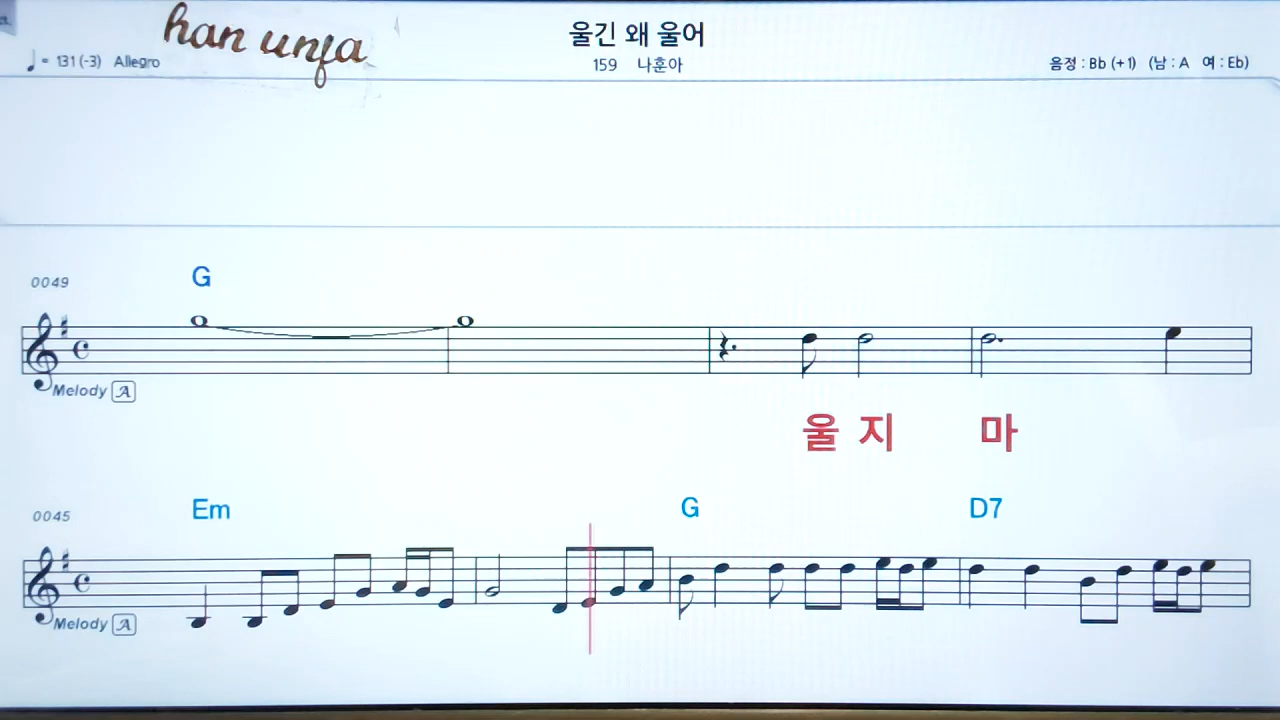 han unfa
울긴 왜 울어
♩ = 131 (-3) Allegro
159 나훈아
음정 : Bb (+1) (남 : A 여 : Eb)
0049
G
Melody A
울 지 마
0045
Em G D7
Melody A